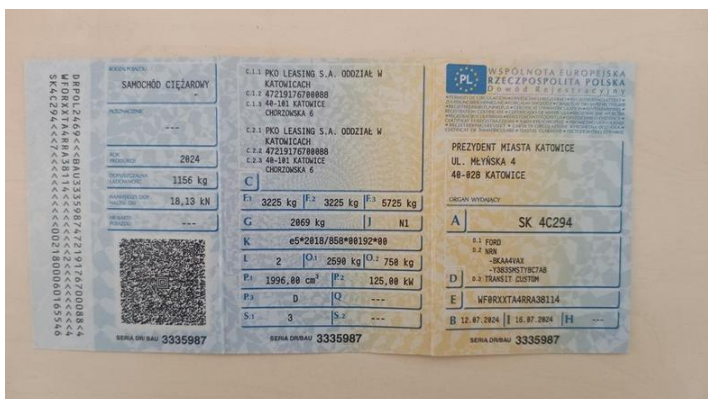 RODZAJ POJAZDU
SAMOCHÓD CIĘŻAROWY
-
PRZEZNACZENIE
---
ROK PRODUKCJI 2024
DOPUSZCZALNA ŁADOWNOŚĆ 1156 kg
18,13 kN
---
SERIA DR/BAU 3335987
C.1.1 PKO LEASING S.A. ODDZIAŁ W
KATOWICACH
C.1.2 47219176700088
C.1.3 40-101 KATOWICE
CHORZOWSKA 6
C.2.1 PKO LEASING S.A. ODDZIAŁ W
KATOWICACH
C.2.2 47219176700088
C.2.3 40-101 KATOWICE
CHORZOWSKA 6
C
F.1 3225 kg F.2 3225 kg F.3 5725 kg
G 2069 kg J N1
K e5*2018/858*00192*00
L 2 O.1 2590 kg O.2 750 kg
P.1 1996,00 cm³ P.2 125,00 kW
P.3 D Q ---
S.1 3 S.2 ---
SERIA DR/BAU 3335987
PL
WSPÓLNOTA EUROPEJSKA
RZECZPOSPOLITA POLSKA
Dowód Rejestracyjny
PREZYDENT MIASTA KATOWICE
UL. MŁYŃSKA 4
40-028 KATOWICE
ORGAN WYDAJĄCY
A SK 4C294
D.1 FORD
D.2 NRN
-BKAA4VAX
-Y3835MSTYBC7AB
D D.3 TRANSIT CUSTOM
E WF0RXXTA4RRA38114
B 12.07.2024 I 16.07.2024 H ---
SERIA DR/BAU 3335987